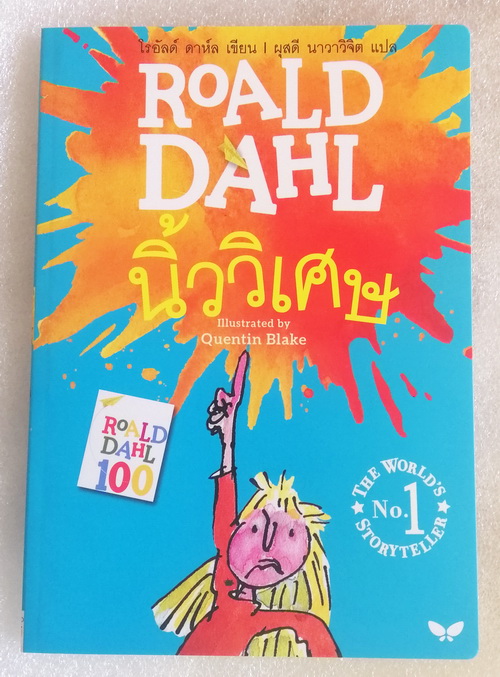 โรอัลด์ ดาห์ล เขียน | ผุสดี นาวาวิจิต แปล
ROALD
DAHL
นิ้ววิเศษ
Illustrated by
Quentin Blake
ROALD
DAHL
100
THE WORLD'S
No.1
STORYTELLER